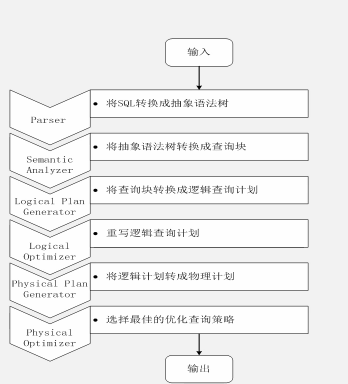 输入
• 将SQL转换成抽象语法树
Parser
• 将抽象语法树转换成查询块
Semantic
Analyzer
• 将查询块转换成逻辑查询计划
Logical Plan
Generator
• 重写逻辑查询计划
Logical
Optimizer
• 将逻辑计划转成物理计划
Physical Plan
Generator
• 选择最佳的优化查询策略
Physical
Optimizer
输出